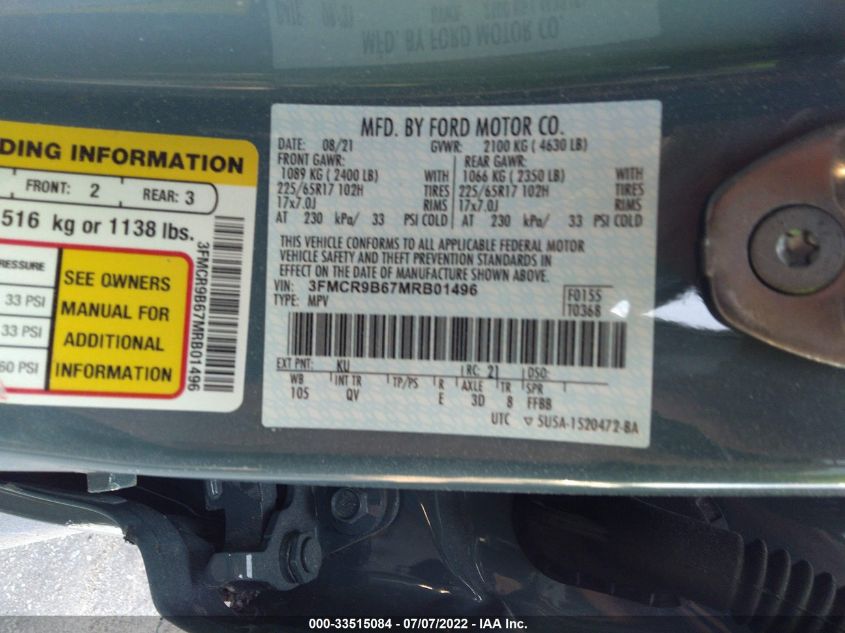 MFD. BY FORD MOTOR CO.
DING INFORMATION
FRONT: 2 REAR: 3
516 kg or 1138 lbs.
RESSURE
33 PSI
33 PSI
60 PSI
SEE OWNERS
MANUAL FOR
ADDITIONAL
INFORMATION
3FMCR9B67MRB01496
MFD. BY FORD MOTOR CO.
DATE: 08/21 GVWR: 2100 KG ( 4630 LB)
FRONT GAWR: REAR GAWR:
1089 KG ( 2400 LB) WITH 1066 KG ( 2350 LB) WITH
225/65R17 102H TIRES 225/65R17 102H TIRES
17x7.0J RIMS 17x7.0J RIMS
AT 230 kPa/ 33 PSI COLD AT 230 kPa/ 33 PSI COLD
THIS VEHICLE CONFORMS TO ALL APPLICABLE FEDERAL MOTOR
VEHICLE SAFETY AND THEFT PREVENTION STANDARDS IN
EFFECT ON THE DATE OF MANUFACTURE SHOWN ABOVE.
VIN: 3FMCR9B67MRB01496 F0155
TYPE: MPV T0368
EXT PNT: KU RC: 21 DSO:
WB INT TR TP/PS R AXLE TR SPR
105 QV E 3D 8 FFBB
UTC ▽ 5U5A-1520472-BA
000-33515084 - 07/07/2022 - IAA Inc.